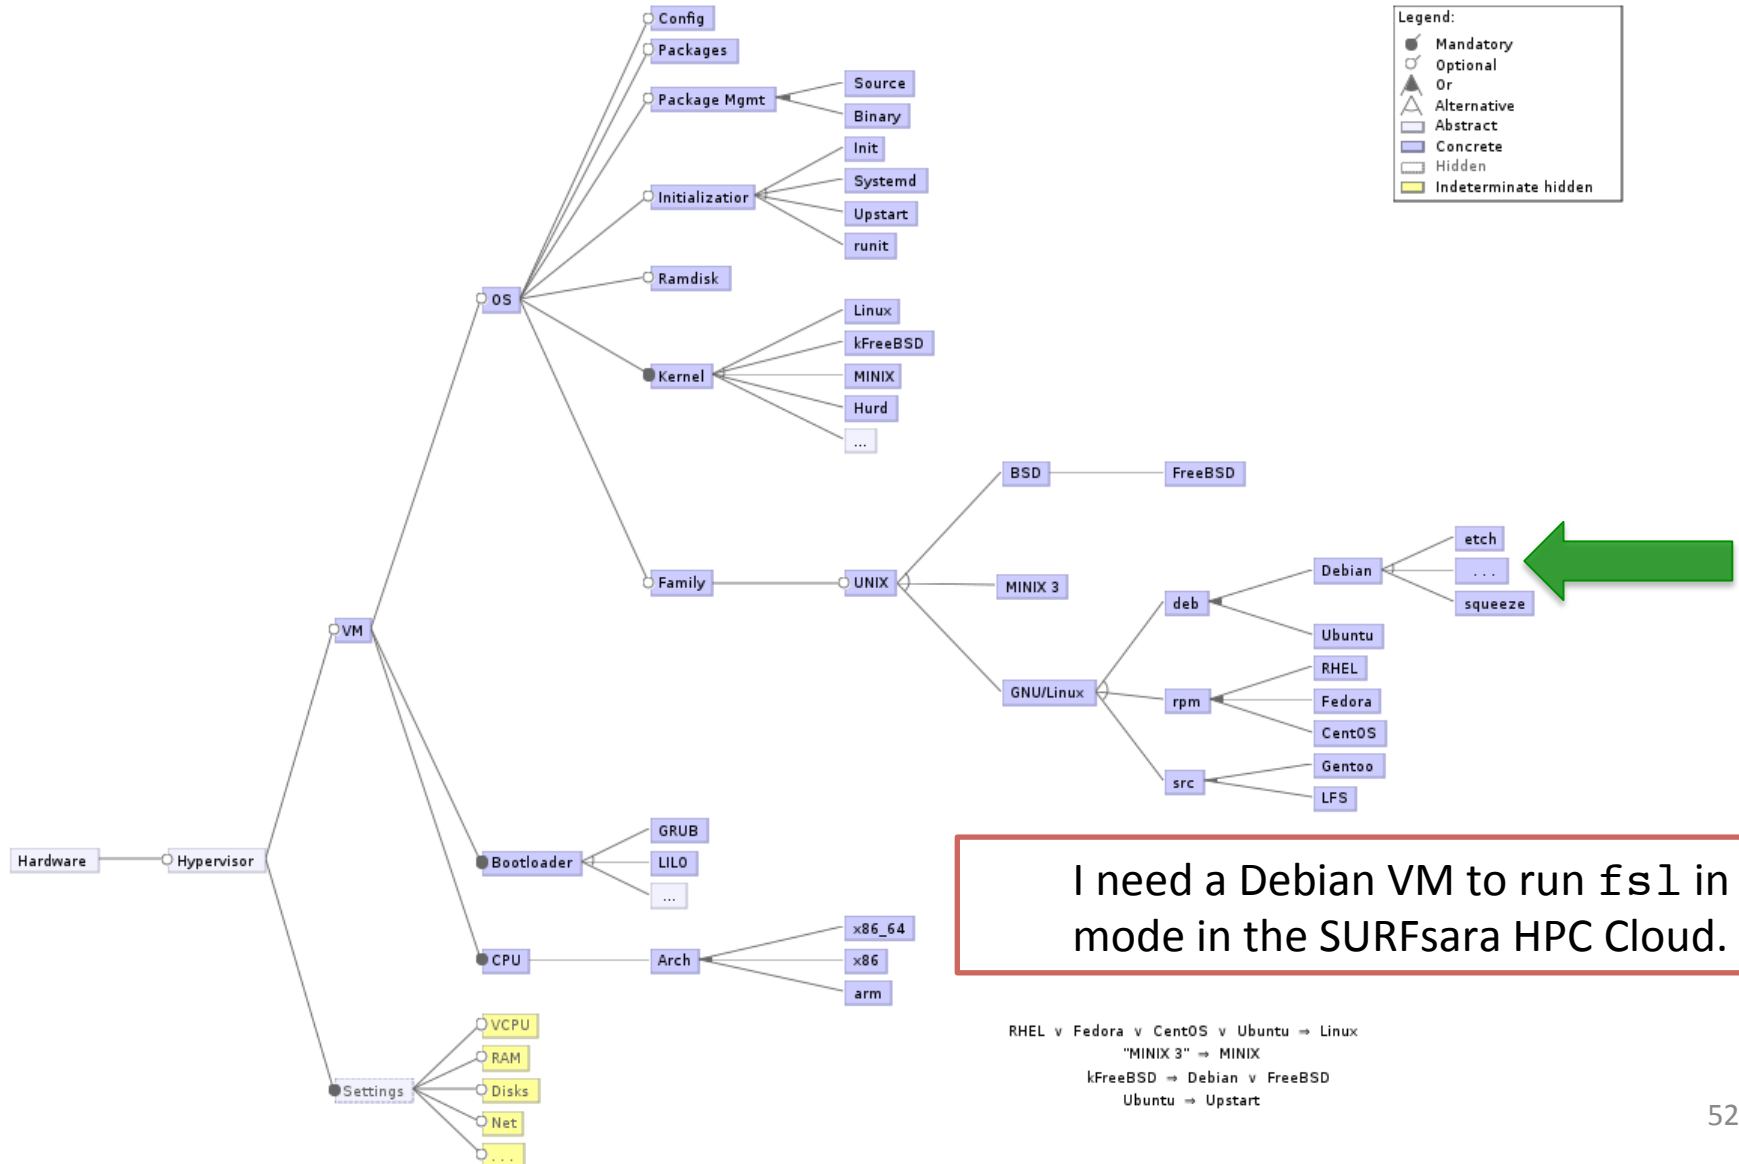 Config
Packages
Package Mgmt
Source
Binary
Initializatior
Init
Systemd
Upstart
runit
Ramdisk
OS
Kernel
Linux
kFreeBSD
MINIX
Hurd
...
Family
UNIX
BSD
FreeBSD
MINIX 3
GNU/Linux
deb
Debian
etch
...
squeeze
Ubuntu
rpm
RHEL
Fedora
CentOS
src
Gentoo
LFS
VM
Hardware
Hypervisor
Bootloader
GRUB
LILO
...
CPU
Arch
x86_64
x86
arm
Settings
VCPU
RAM
Disks
Net
...
Legend:
Mandatory
Optional
Or
Alternative
Abstract
Concrete
Hidden
Indeterminate hidden
I need a Debian VM to run fsl in
mode in the SURFsara HPC Cloud.
RHEL ∨ Fedora ∨ CentOS ∨ Ubuntu ⇒ Linux
"MINIX 3" ⇒ MINIX
kFreeBSD ⇒ Debian ∨ FreeBSD
Ubuntu ⇒ Upstart
52